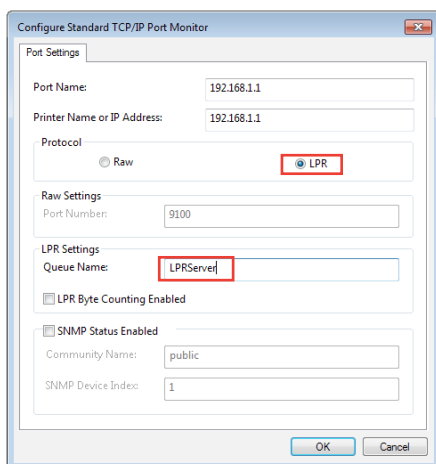 Configure Standard TCP/IP Port Monitor
Port Settings
Port Name: 192.168.1.1
Printer Name or IP Address: 192.168.1.1
Protocol
Raw LPR
Raw Settings
Port Number: 9100
LPR Settings
Queue Name: LPRServer
LPR Byte Counting Enabled
SNMP Status Enabled
Community Name: public
SNMP Device Index: 1
OK Cancel